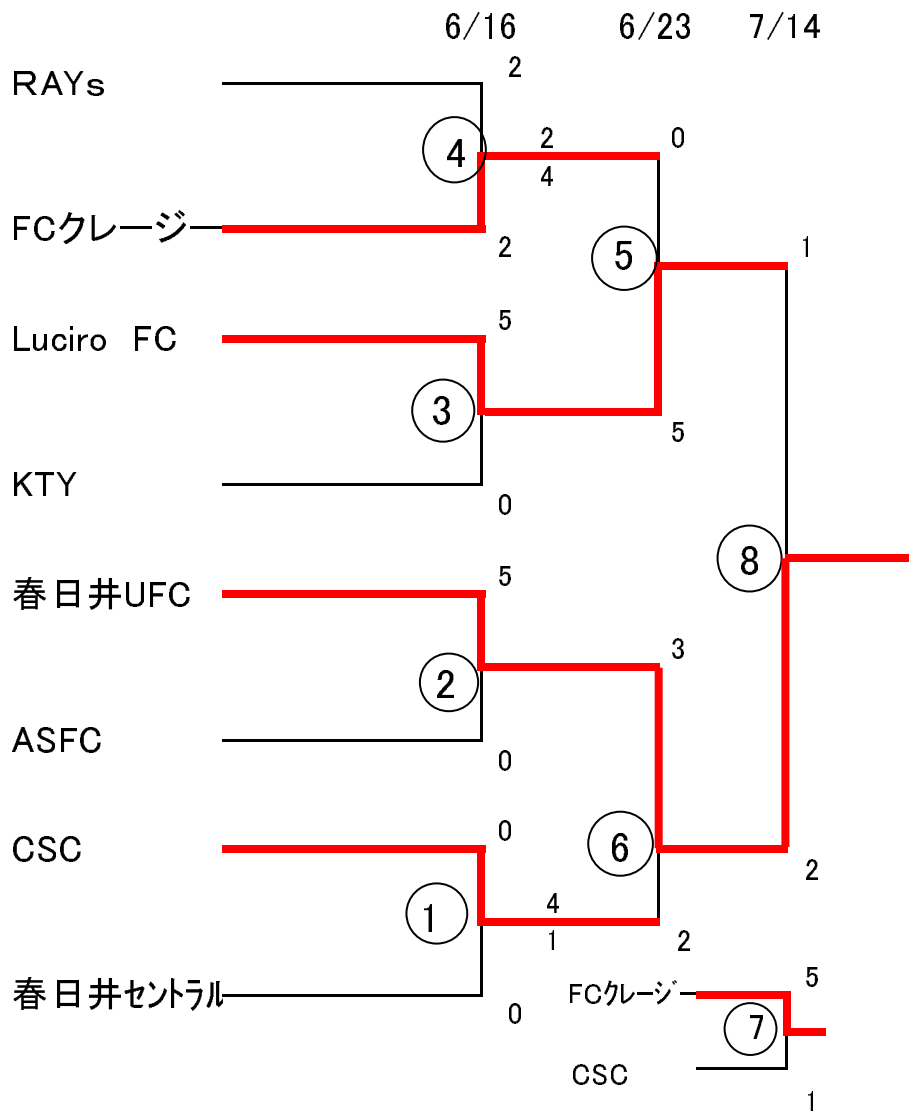 6/16 6/23 7/14
RAYs 2
④ 2 0
4
FCクレージー 2 ⑤ 1
Luciro FC 5
③ 5
KTY 0
⑧
春日井UFC 5
② 3
ASFC 0
CSC 0 ⑥
① 4 2
1 2
春日井セントラル 0 FCクレージー 5
⑦
CSC 1